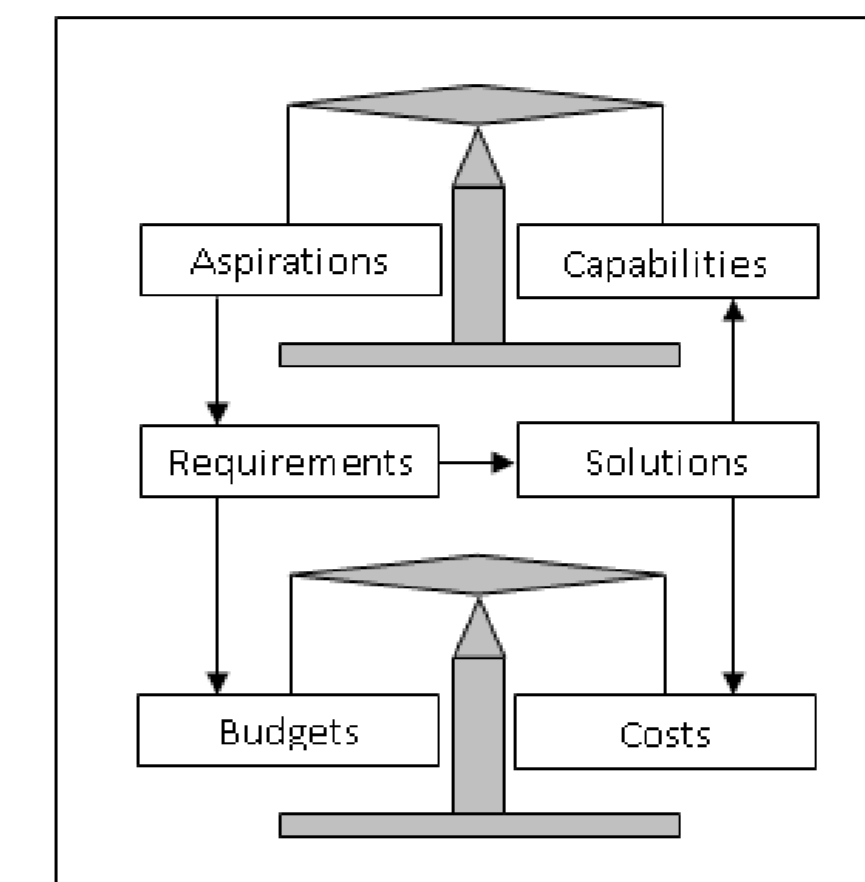 Aspirations
Capabilities
Requirements
Solutions
Budgets
Costs